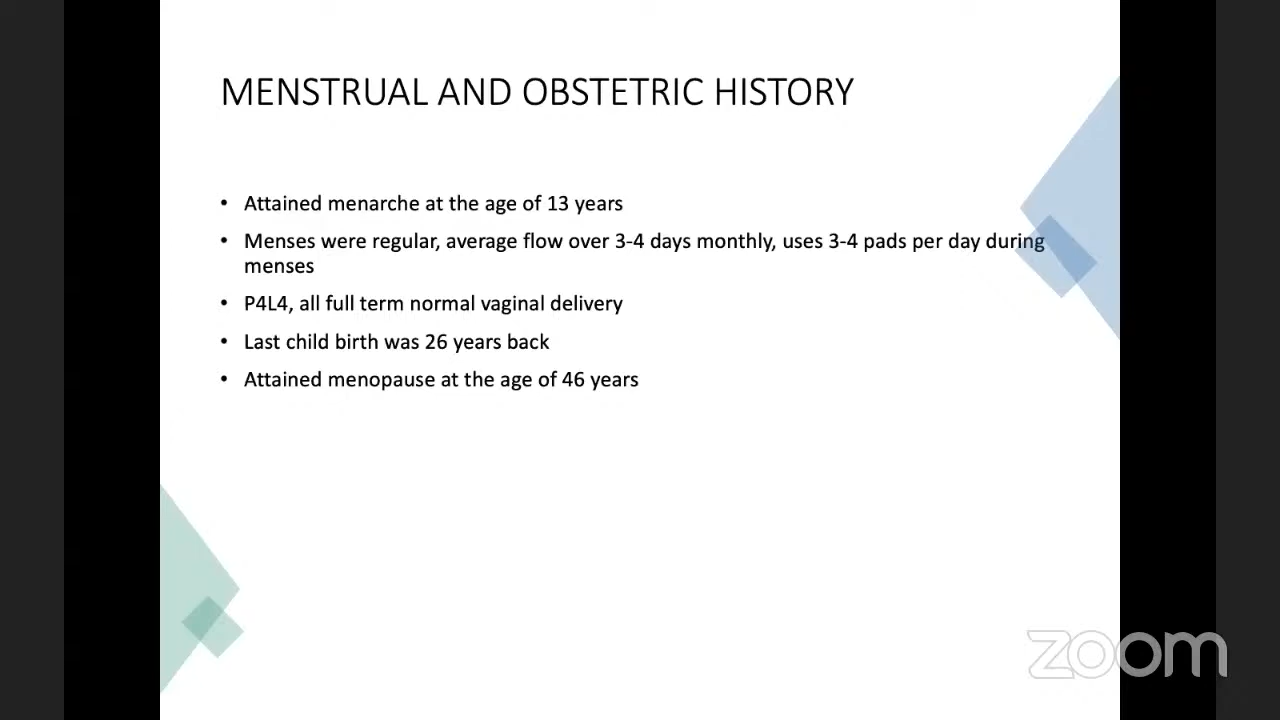 MENSTRUAL AND OBSTETRIC HISTORY
• Attained menarche at the age of 13 years
• Menses were regular, average flow over 3-4 days monthly, uses 3-4 pads per day during
menses
• P4L4, all full term normal vaginal delivery
• Last child birth was 26 years back
• Attained menopause at the age of 46 years
zoom